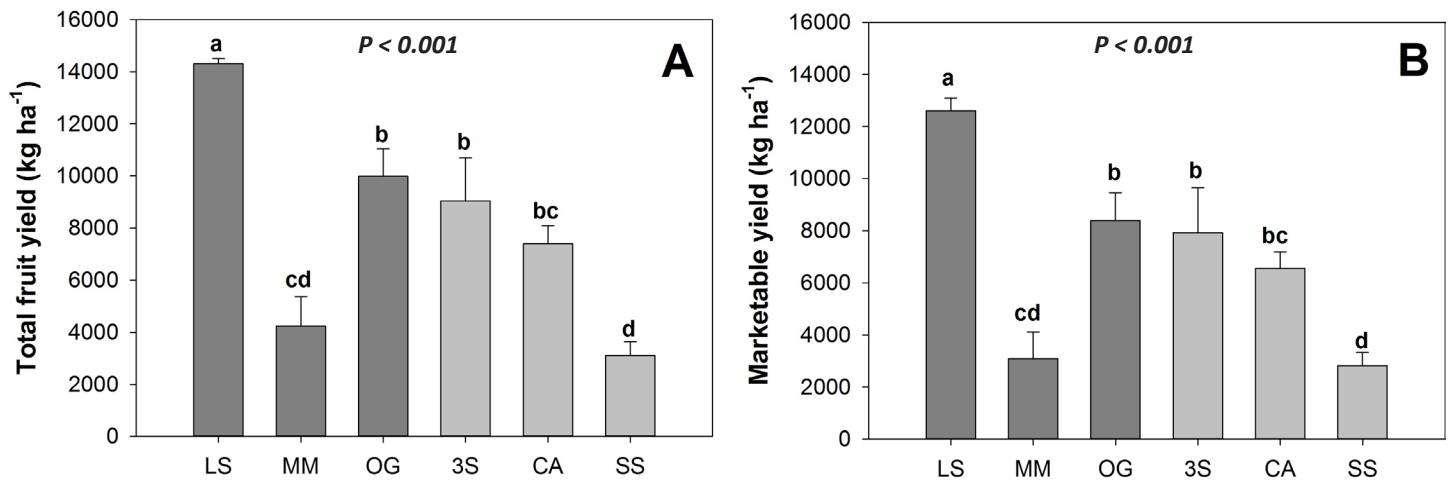 Total fruit yield (kg ha⁻¹)
16000
14000
12000
10000
8000
6000
4000
2000
0
P < 0.001
A
a
cd
b
b
bc
d
LS MM OG 3S CA SS
Marketable yield (kg ha⁻¹)
16000
14000
12000
10000
8000
6000
4000
2000
0
P < 0.001
B
a
cd
b
b
bc
d
LS MM OG 3S CA SS